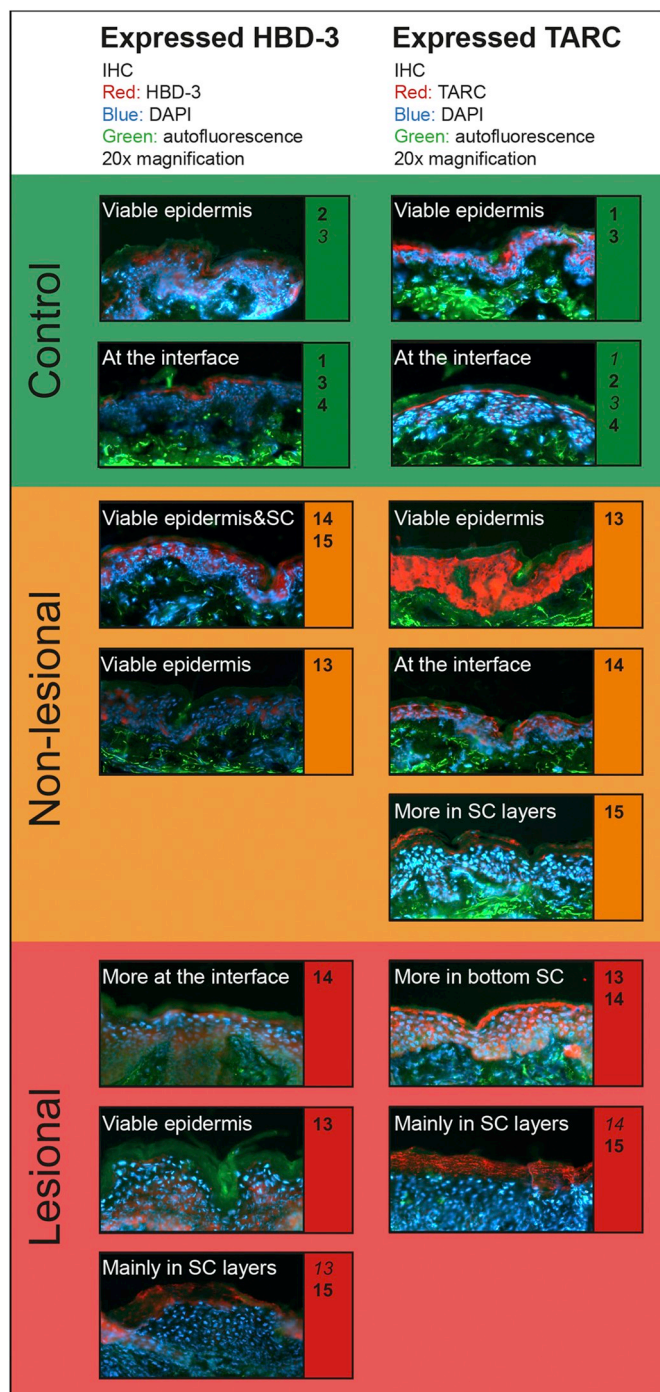 Expressed HBD-3
IHC
Red: HBD-3
Blue: DAPI
Green: autofluorescence
20x magnification
Expressed TARC
IHC
Red: TARC
Blue: DAPI
Green: autofluorescence
20x magnification
Control
Viable epidermis
2
3
Viable epidermis
1
3
At the interface
1
3
4
At the interface
1
2
3
4
Non-lesional
Viable epidermis&SC
14
15
Viable epidermis
13
Viable epidermis
13
At the interface
14
More in SC layers
15
Lesional
More at the interface
14
More in bottom SC
13
14
Viable epidermis
13
Mainly in SC layers
14
15
Mainly in SC layers
13
15